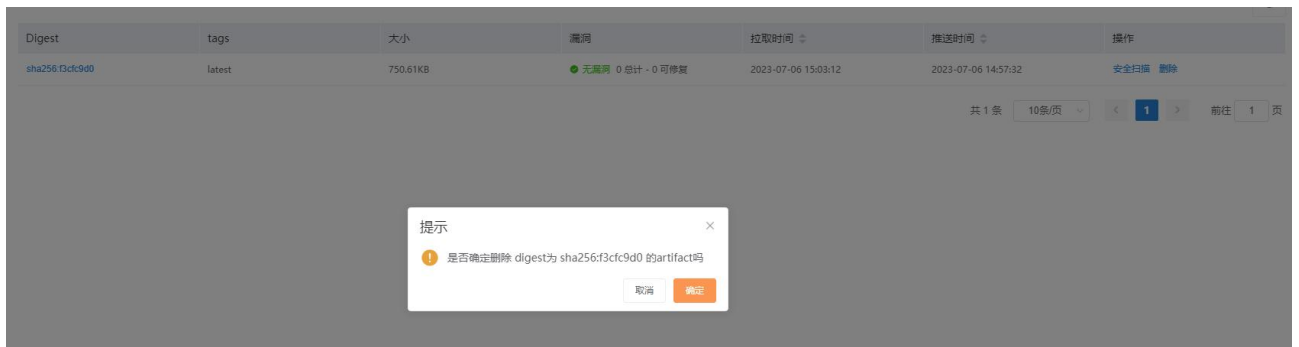 Digest tags 大小 漏洞 拉取时间 推送时间 操作
sha256:f3cfc9d0 latest 750.61KB 无漏洞 0 总计 - 0 可修复 2023-07-06 15:03:12 2023-07-06 14:57:32 安全扫描 删除
共 1 条 10条/页 1 前往 1 页
提示
是否确定删除 digest为 sha256:f3cfc9d0 的artifact吗
取消 确定